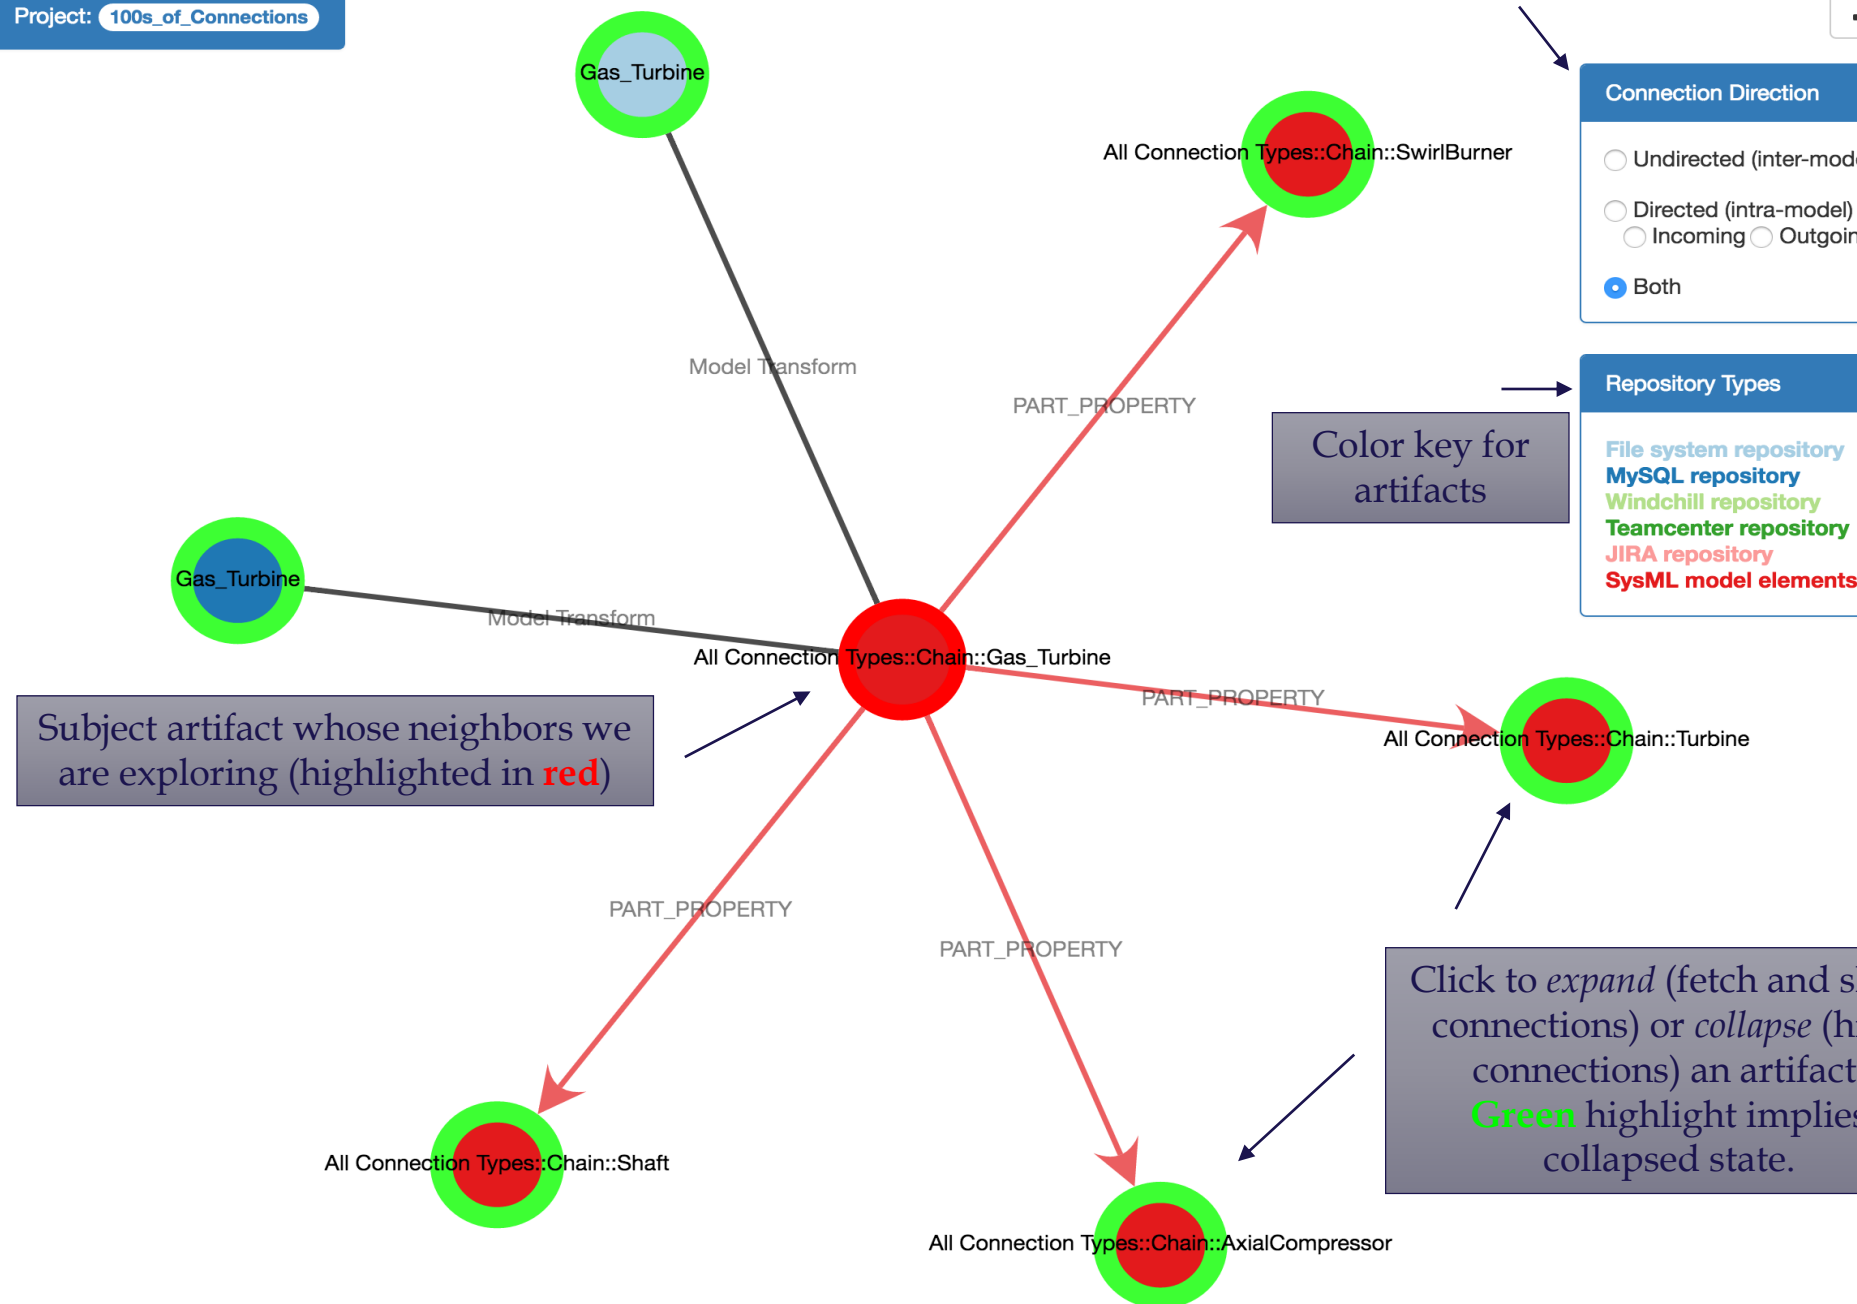 Project: 100s_of_Connections
Gas_Turbine
Connection Direction
All Connection Types::Chain::SwirlBurner
Undirected (inter-mod
Directed (intra-model)
Incoming Outgoin
Both
Model Transform
PART_PROPERTY
Repository Types
Color key for
artifacts
File system repository
MySQL repository
Windchill repository
Teamcenter repository
JIRA repository
SysML model elements
Gas_Turbine
Model Transform
All Connection Types::Chain::Gas_Turbine
PART_PROPERTY
Subject artifact whose neighbors we
are exploring (highlighted in red)
All Connection Types::Chain::Turbine
PART_PROPERTY
PART_PROPERTY
Click to expand (fetch and s
connections) or collapse (h
connections) an artifact
Green highlight implies
collapsed state.
All Connection Types::Chain::Shaft
All Connection Types::Chain::AxialCompressor